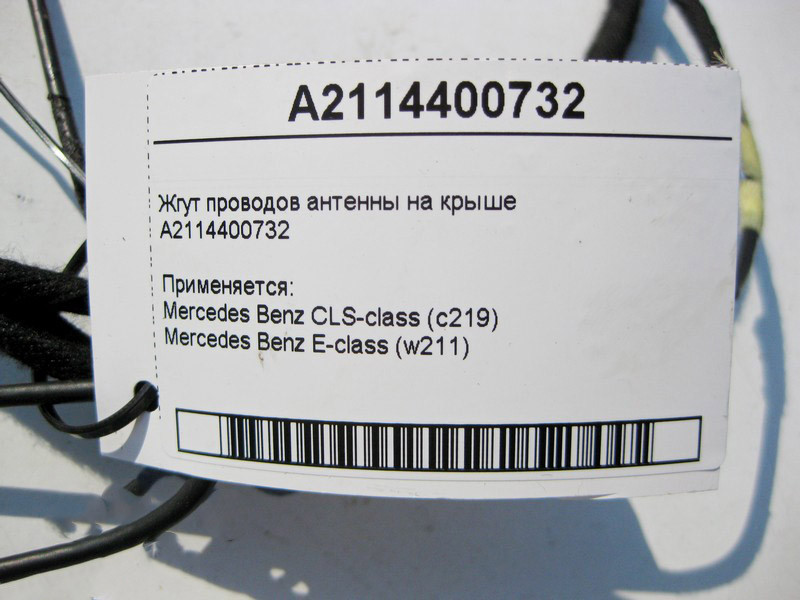 A2114400732
Жгут проводов антенны на крыше
A2114400732
Применяется:
Mercedes Benz CLS-class (c219)
Mercedes Benz E-class (w211)